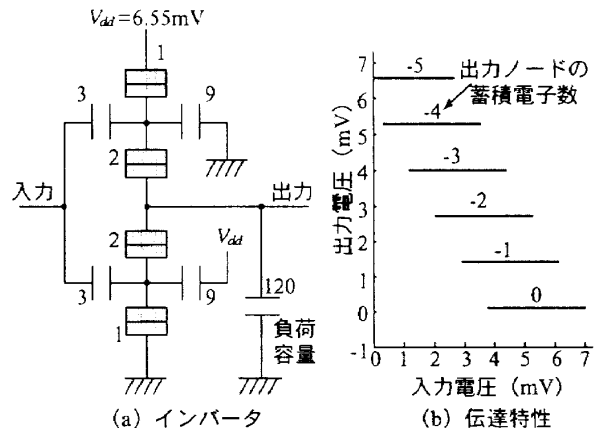 Vdd=6.55mV
1
3
9
2
入力
出力
2
Vdd
3
9
120
1
負荷
容量
(a) インバータ
7
6
5
4
3
2
1
0
-1
出力電圧 (mV)
-5
出力ノードの
蓄積電子数
-4
-3
-2
-1
0
0 1 2 3 4 5 6 7
入力電圧 (mV)
(b) 伝達特性